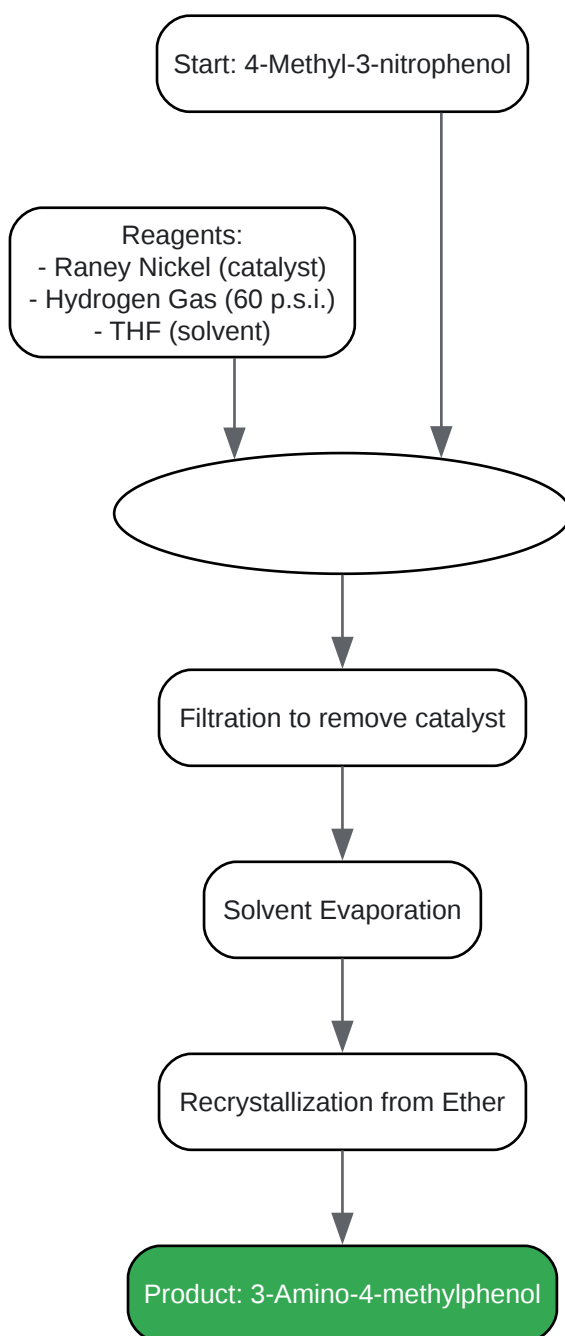 Start: 4-Methyl-3-nitrophenol
Reagents:
- Raney Nickel (catalyst)
- Hydrogen Gas (60 p.s.i.)
- THF (solvent)
Filtration to remove catalyst
Solvent Evaporation
Recrystallization from Ether
Product: 3-Amino-4-methylphenol